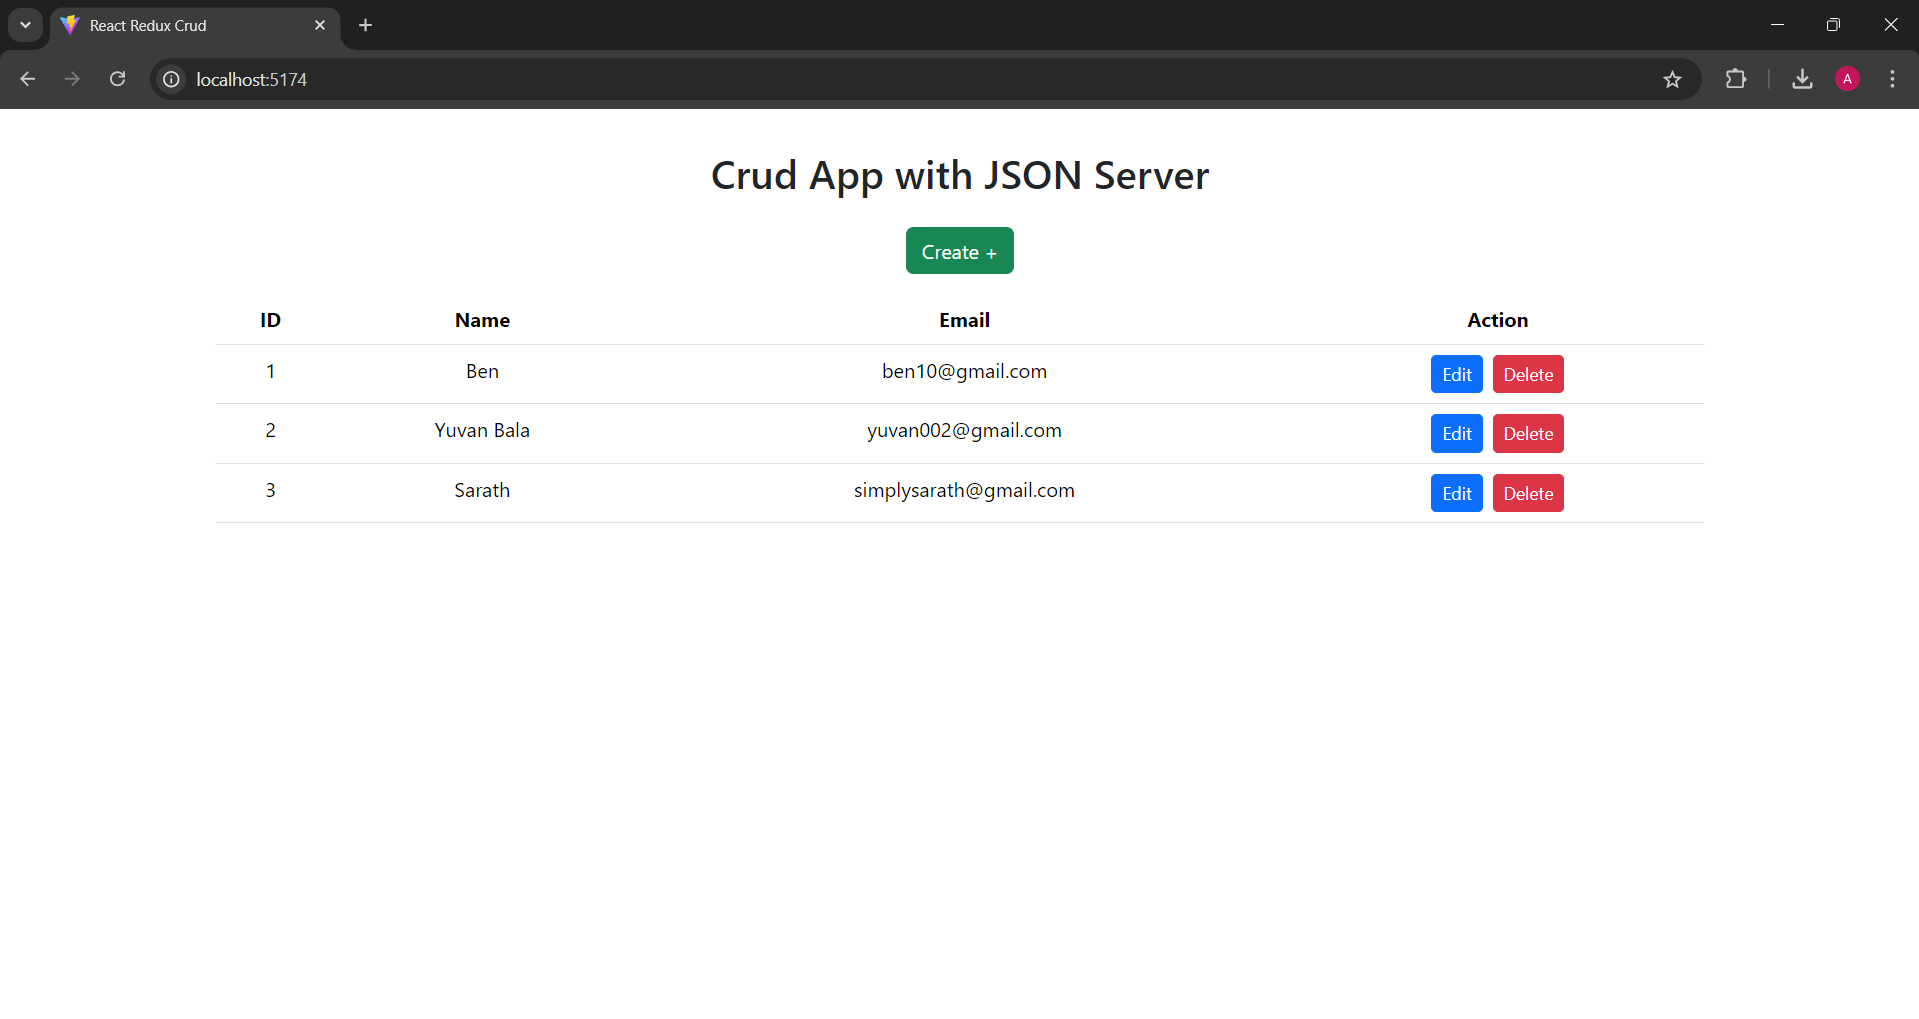 React Redux Crud
localhost:5174
A
Crud App with JSON Server
Create +
ID Name Email Action
1 Ben ben10@gmail.com Edit Delete
2 Yuvan Bala yuvan002@gmail.com Edit Delete
3 Sarath simplysarath@gmail.com Edit Delete